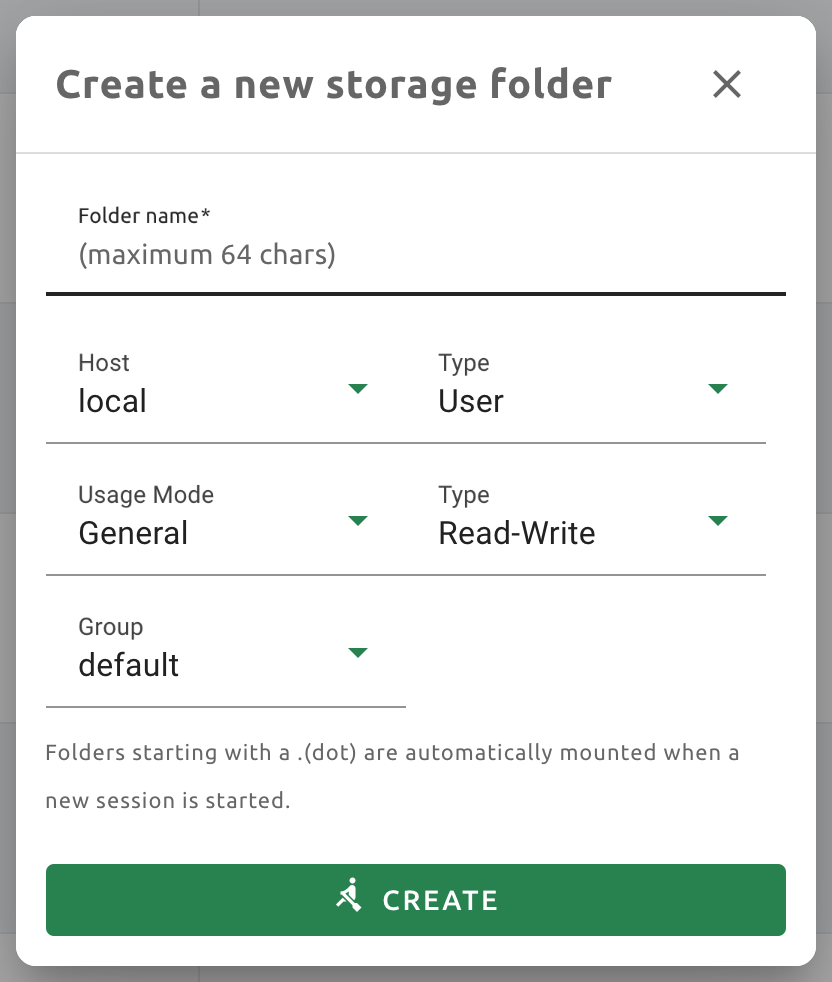 Create a new storage folder
Folder name*
(maximum 64 chars)
Host
local
Type
User
Usage Mode
General
Type
Read-Write
Group
default
Folders starting with a .(dot) are automatically mounted when a
new session is started.
CREATE